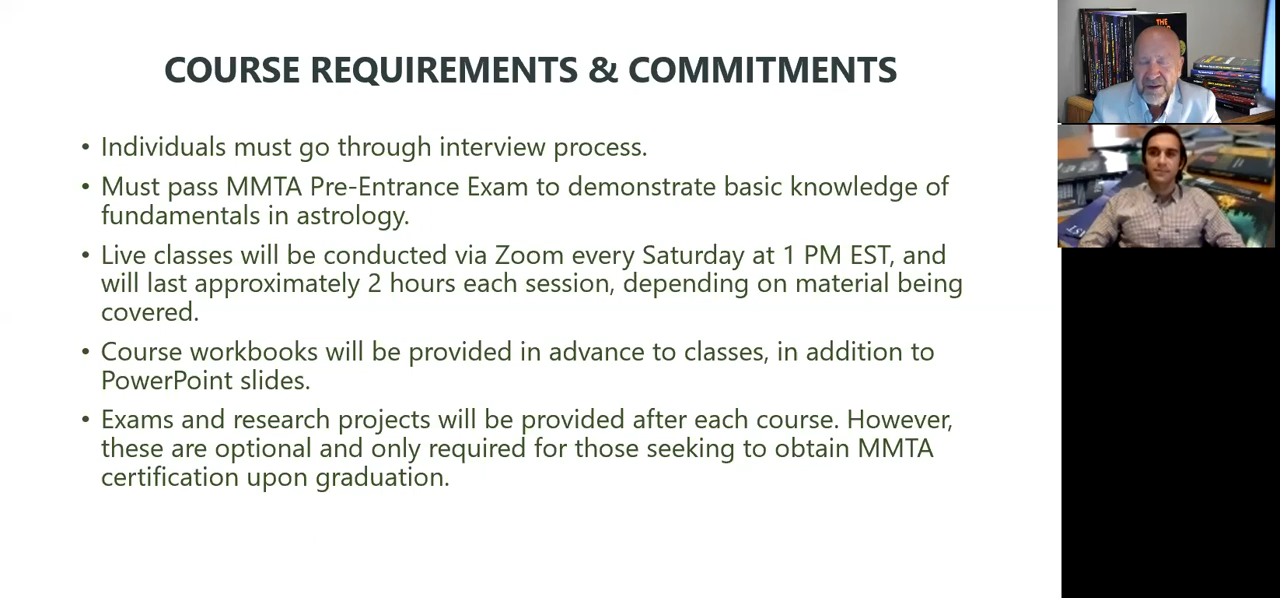 COURSE REQUIREMENTS & COMMITMENTS
• Individuals must go through interview process.
• Must pass MMTA Pre-Entrance Exam to demonstrate basic knowledge of
fundamentals in astrology.
• Live classes will be conducted via Zoom every Saturday at 1 PM EST, and
will last approximately 2 hours each session, depending on material being
covered.
• Course workbooks will be provided in advance to classes, in addition to
PowerPoint slides.
• Exams and research projects will be provided after each course. However,
these are optional and only required for those seeking to obtain MMTA
certification upon graduation.
THE